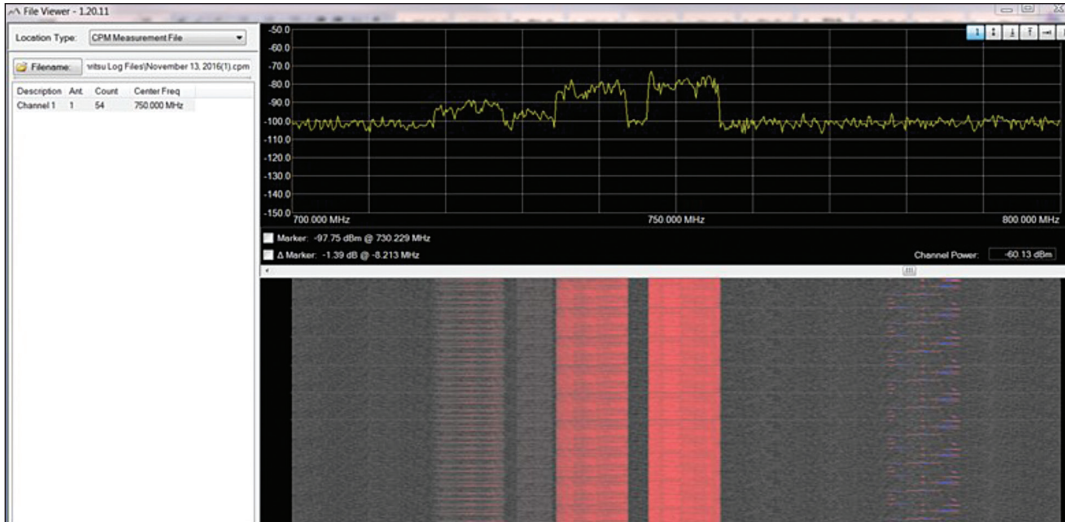 File Viewer - 1.20.11
Location Type: CPM Measurement File
Filename: vritsu Log Files\November 13, 2016(1).cpm
Description Ant. Count Center Freq
Channel 1 1 54 750.000 MHz
-50.0
-60.0
-70.0
-80.0
-90.0
-100.0
-110.0
-120.0
-130.0
-140.0
-150.0
700.000 MHz 750.000 MHz 800.000 MHz
Marker: -97.75 dBm @ 730.229 MHz
Δ Marker: -1.39 dB @ -8.213 MHz
Channel Power: -60.13 dBm